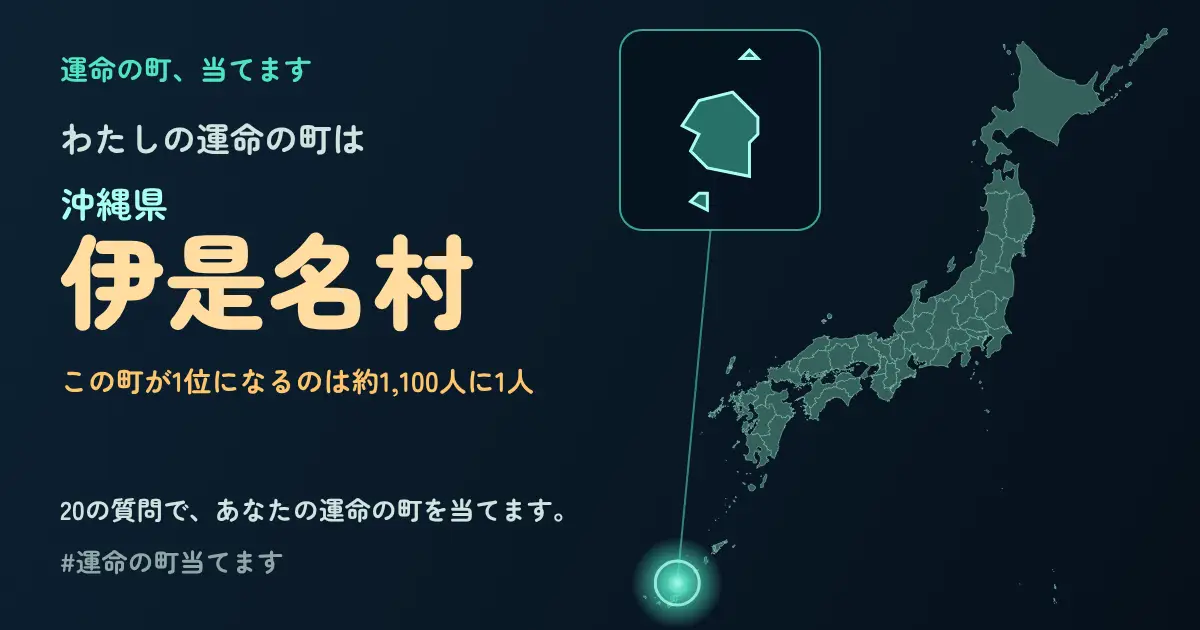 運命の町、当てます
わたしの運命の町は
沖縄県
伊是名村
この町が1位になるのは約1,100人に1人
20の質問で、あなたの運命の町を当てます。
#運命の町当てます